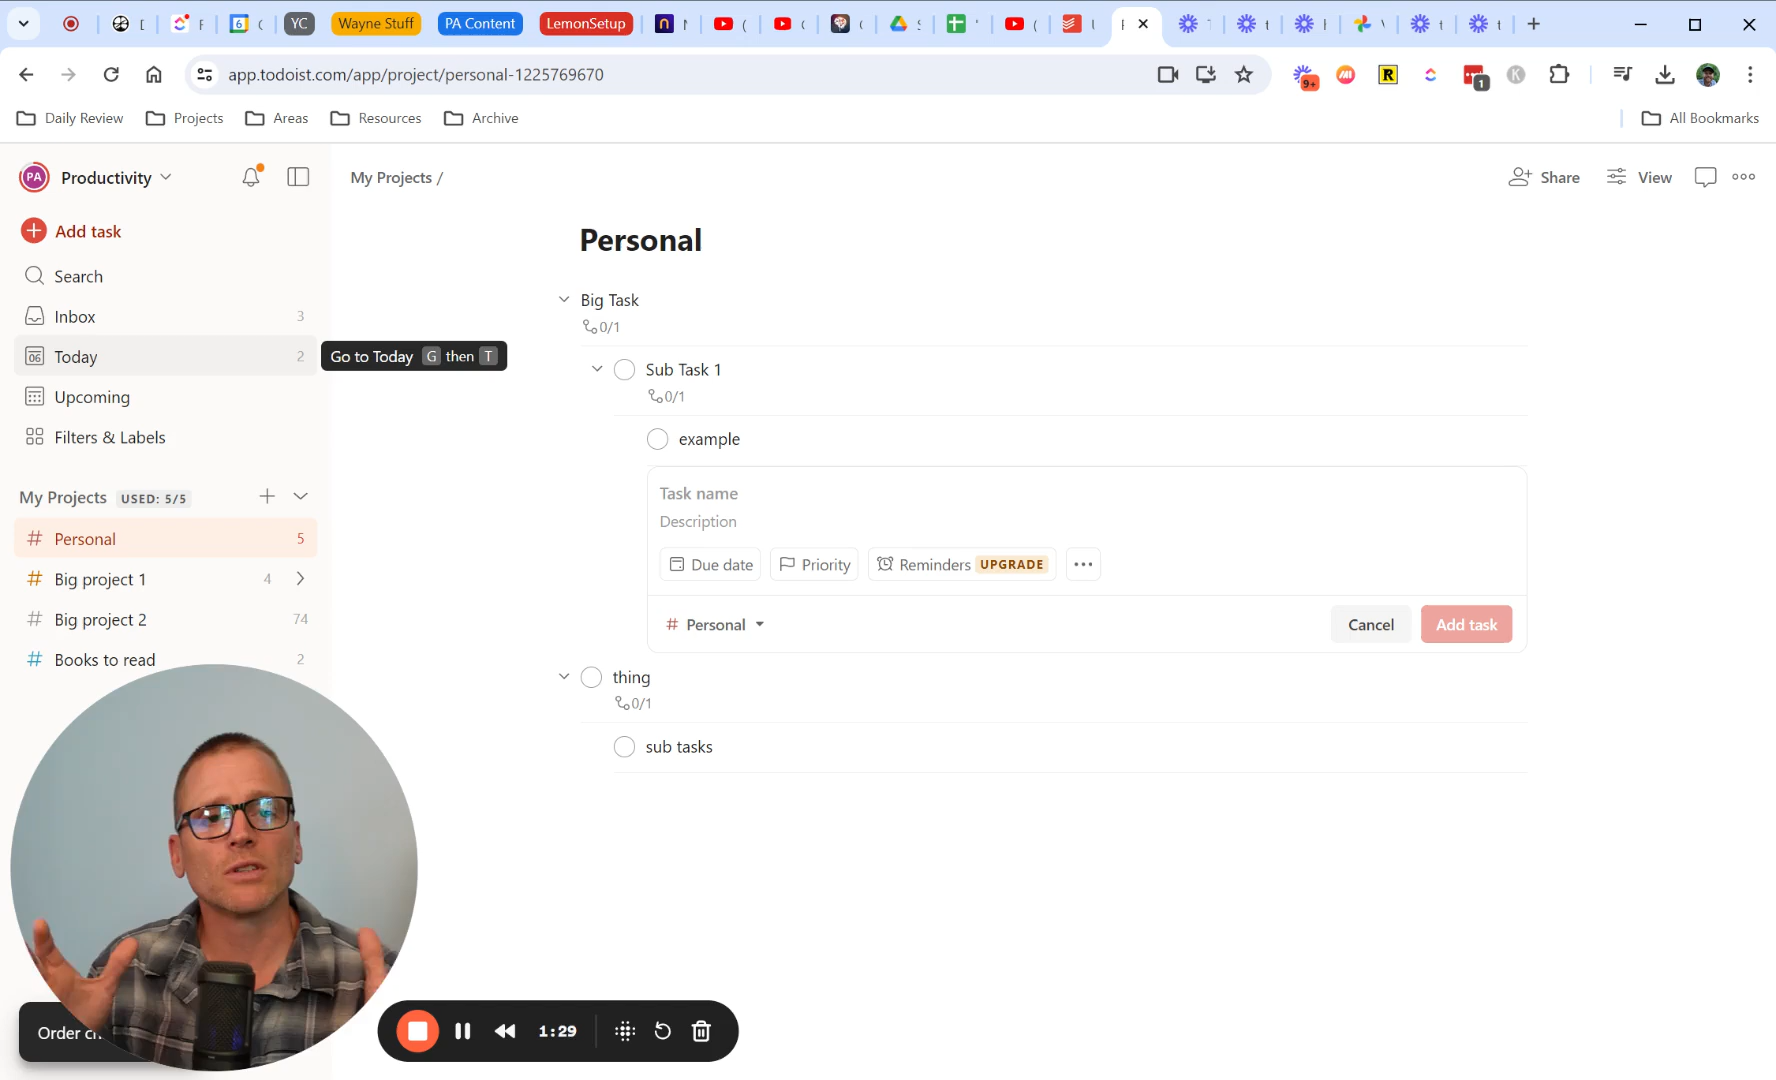 YC
Wayne Stuff
PA Content
LemonSetup
app.todoist.com/app/project/personal-1225769670
9+
1
Daily Review
Projects
Areas
Resources
Archive
All Bookmarks
PA
Productivity
My Projects /
Share
View
Add task
Search
Inbox
3
Today
2
Go to Today G then T
Upcoming
Filters & Labels
My Projects USED: 5/5
Personal
5
Big project 1
4
Big project 2
74
Books to read
2
Personal
Big Task
0/1
Sub Task 1
0/1
example
Task name
Description
Due date
Priority
Reminders UPGRADE
Personal
Cancel
Add task
thing
0/1
sub tasks
Order
1:29